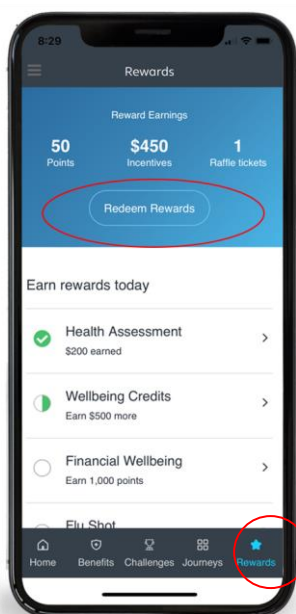 8:29
Rewards
Reward Earnings
50 $450 1
Points Incentives Raffle tickets
Redeem Rewards
Earn rewards today
Health Assessment
$200 earned
Wellbeing Credits
Earn $500 more
Financial Wellbeing
Earn 1,000 points
Flu Shot
Home Benefits Challenges Journeys Rewards